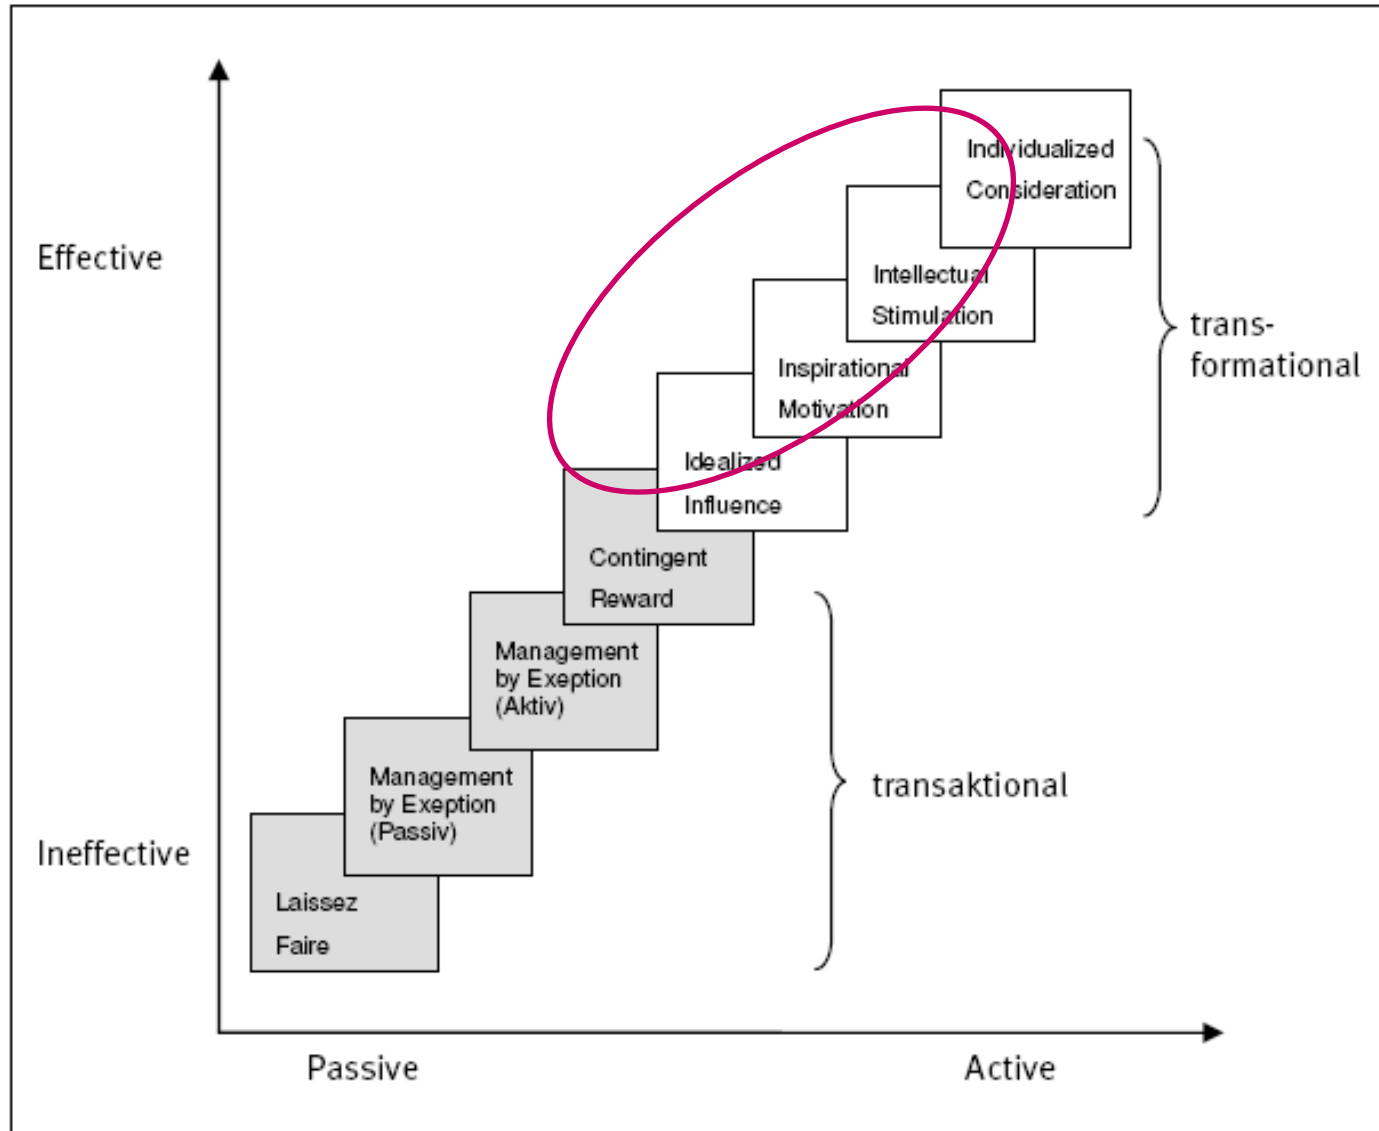 Individualized
Consideration
Effective
Intellectual
Stimulation
trans-
formational
Inspirational
Motivation
Idealized
Influence
Contingent
Reward
Management
by Exeption
(Aktiv)
transaktional
Management
by Exeption
(Passiv)
Ineffective
Laissez
Faire
Passive
Active